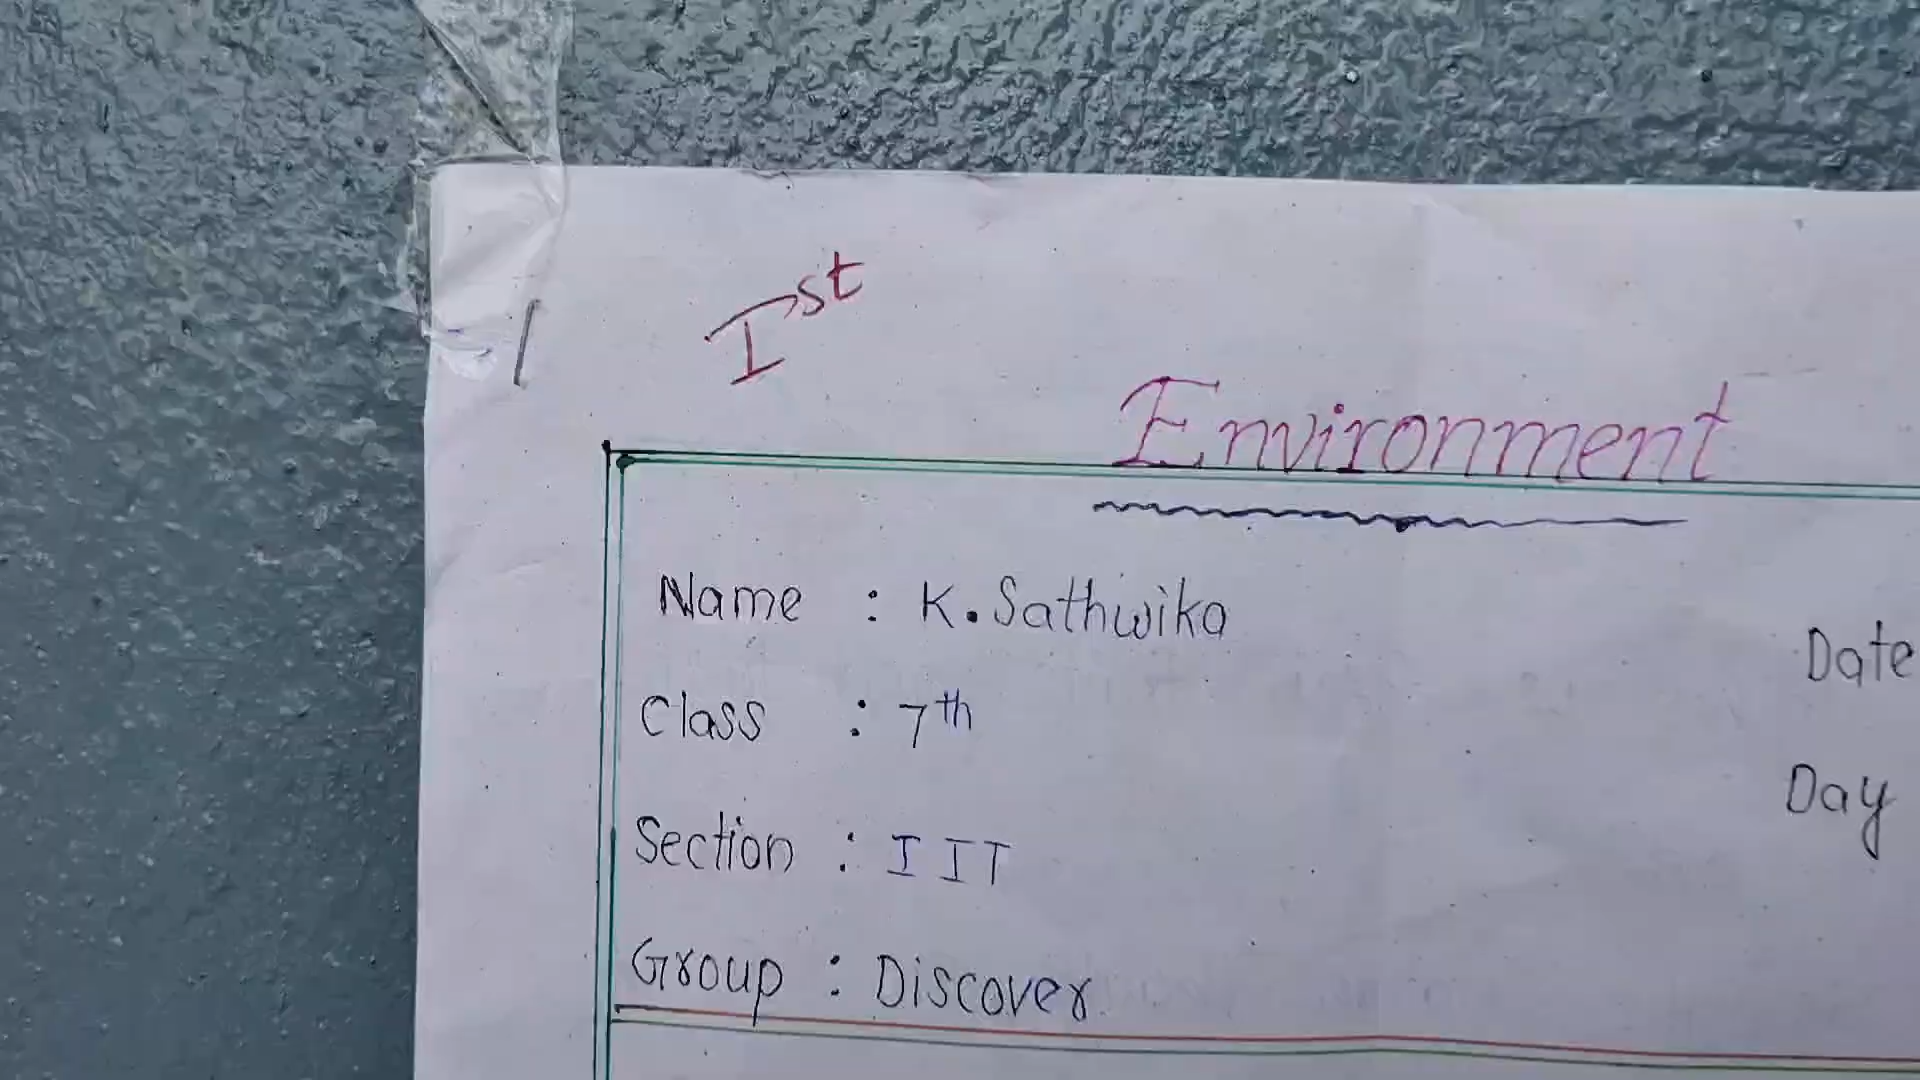 Ist
Environment
Name : K. Sathwika
Date
Class : 7th
Day
Section : IIT
Group : Discover